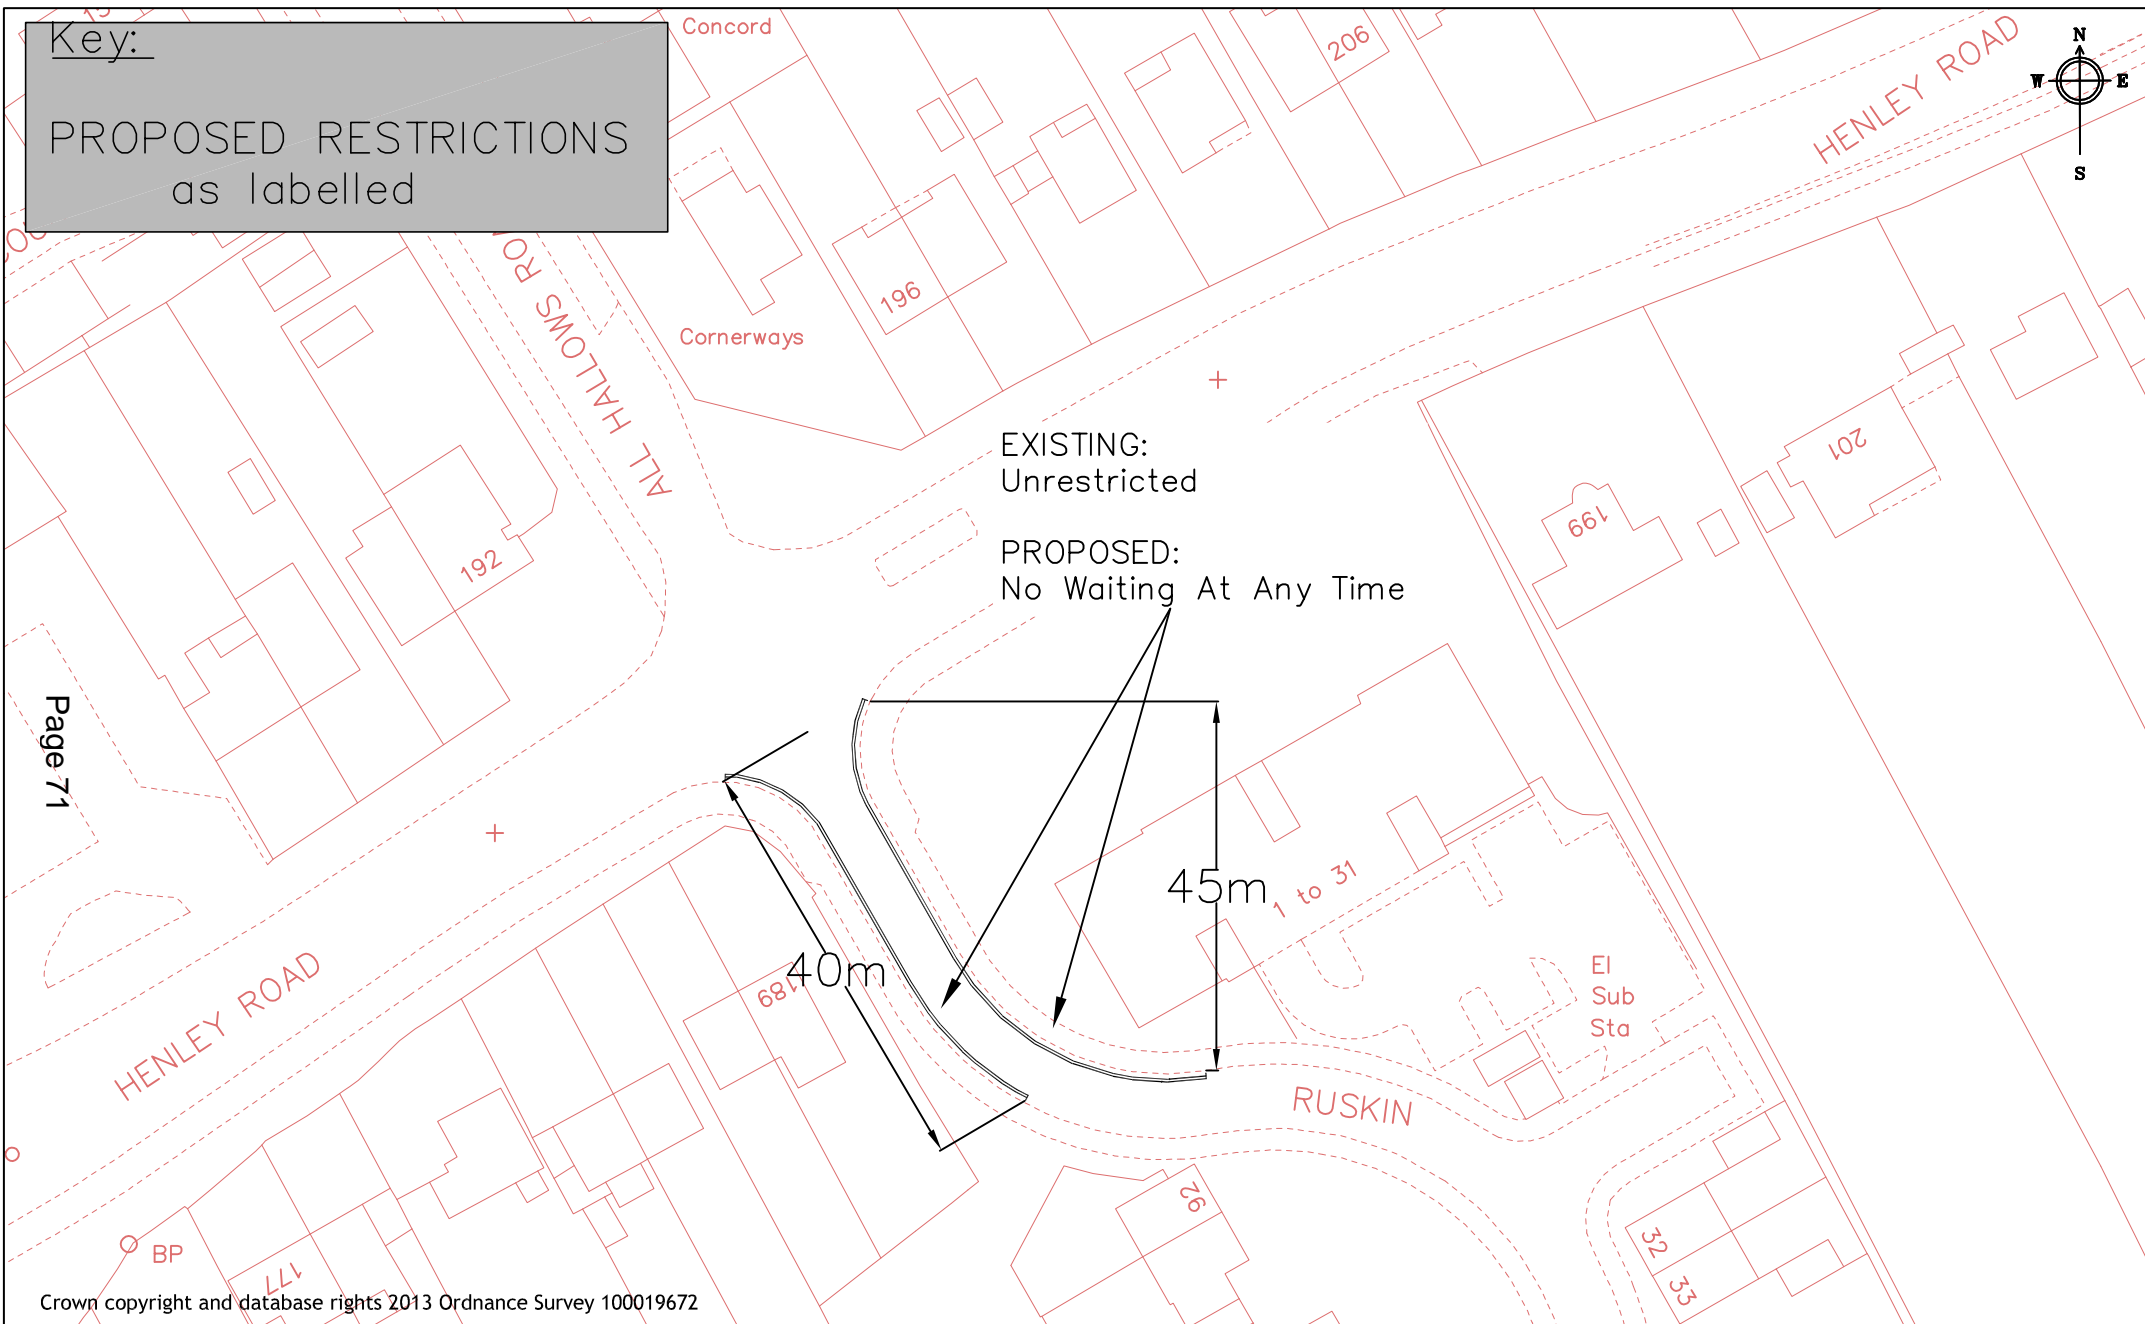 Key:
PROPOSED RESTRICTIONS
as labelled
Concord
206
HENLEY ROAD
N
W E
S
ALL HALLOWS
196
Cornerways
EXISTING:
Unrestricted
PROPOSED:
No Waiting At Any Time
192
201
199
Page 71
45m
1 to 31
40m
189
El
Sub
Sta
HENLEY ROAD
RUSKIN
92
32
33
BP
177
Crown copyright and database rights 2013 Ordnance Survey 100019672